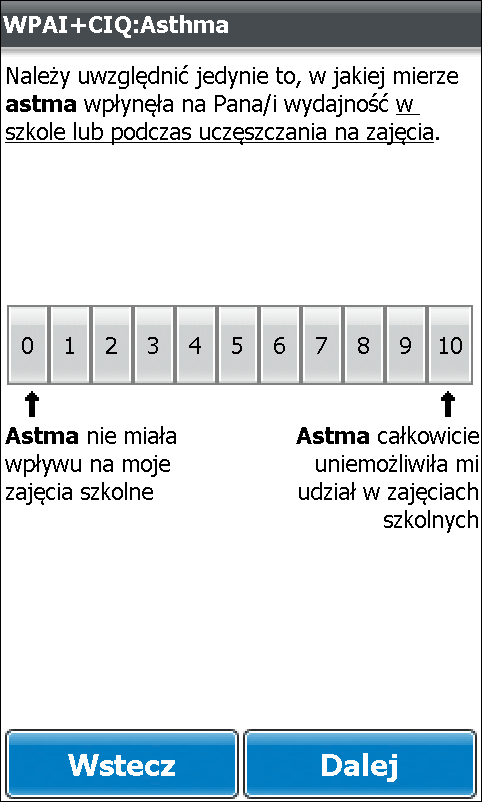 WPAI+CIQ:Asthma
Należy uwzględnić jedynie to, w jakiej mierze
astma wpłynęła na Pana/i wydajność w
szkole lub podczas uczęszczania na zajęcia.
0 1 2 3 4 5 6 7 8 9 10
Astma nie miała
wpływu na moje
zajęcia szkolne
Astma całkowicie
uniemożliwiła mi
udział w zajęciach
szkolnych
Wstecz Dalej